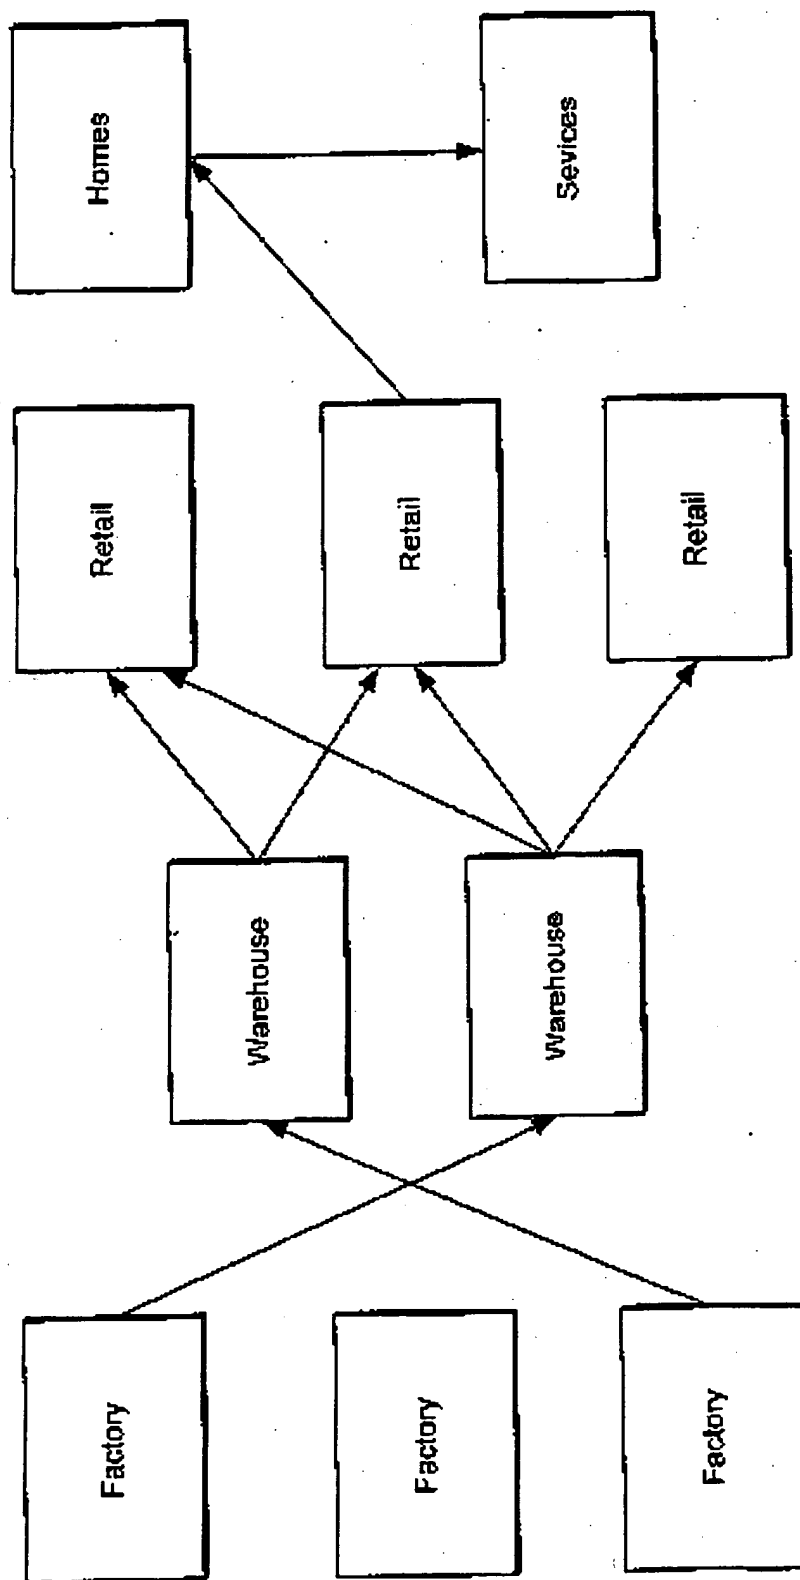 Homes
Sevices
Retail
Retail
Retail
Warehouse
Warehouse
Factory
Factory
Factory